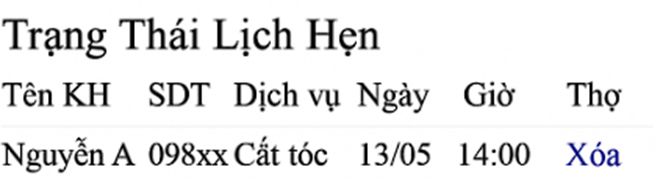 Trạng Thái Lịch Hẹn
Tên KH SDT Dịch vụ Ngày Giờ Thợ
Nguyễn A 098xx Cắt tóc 13/05 14:00 Xóa